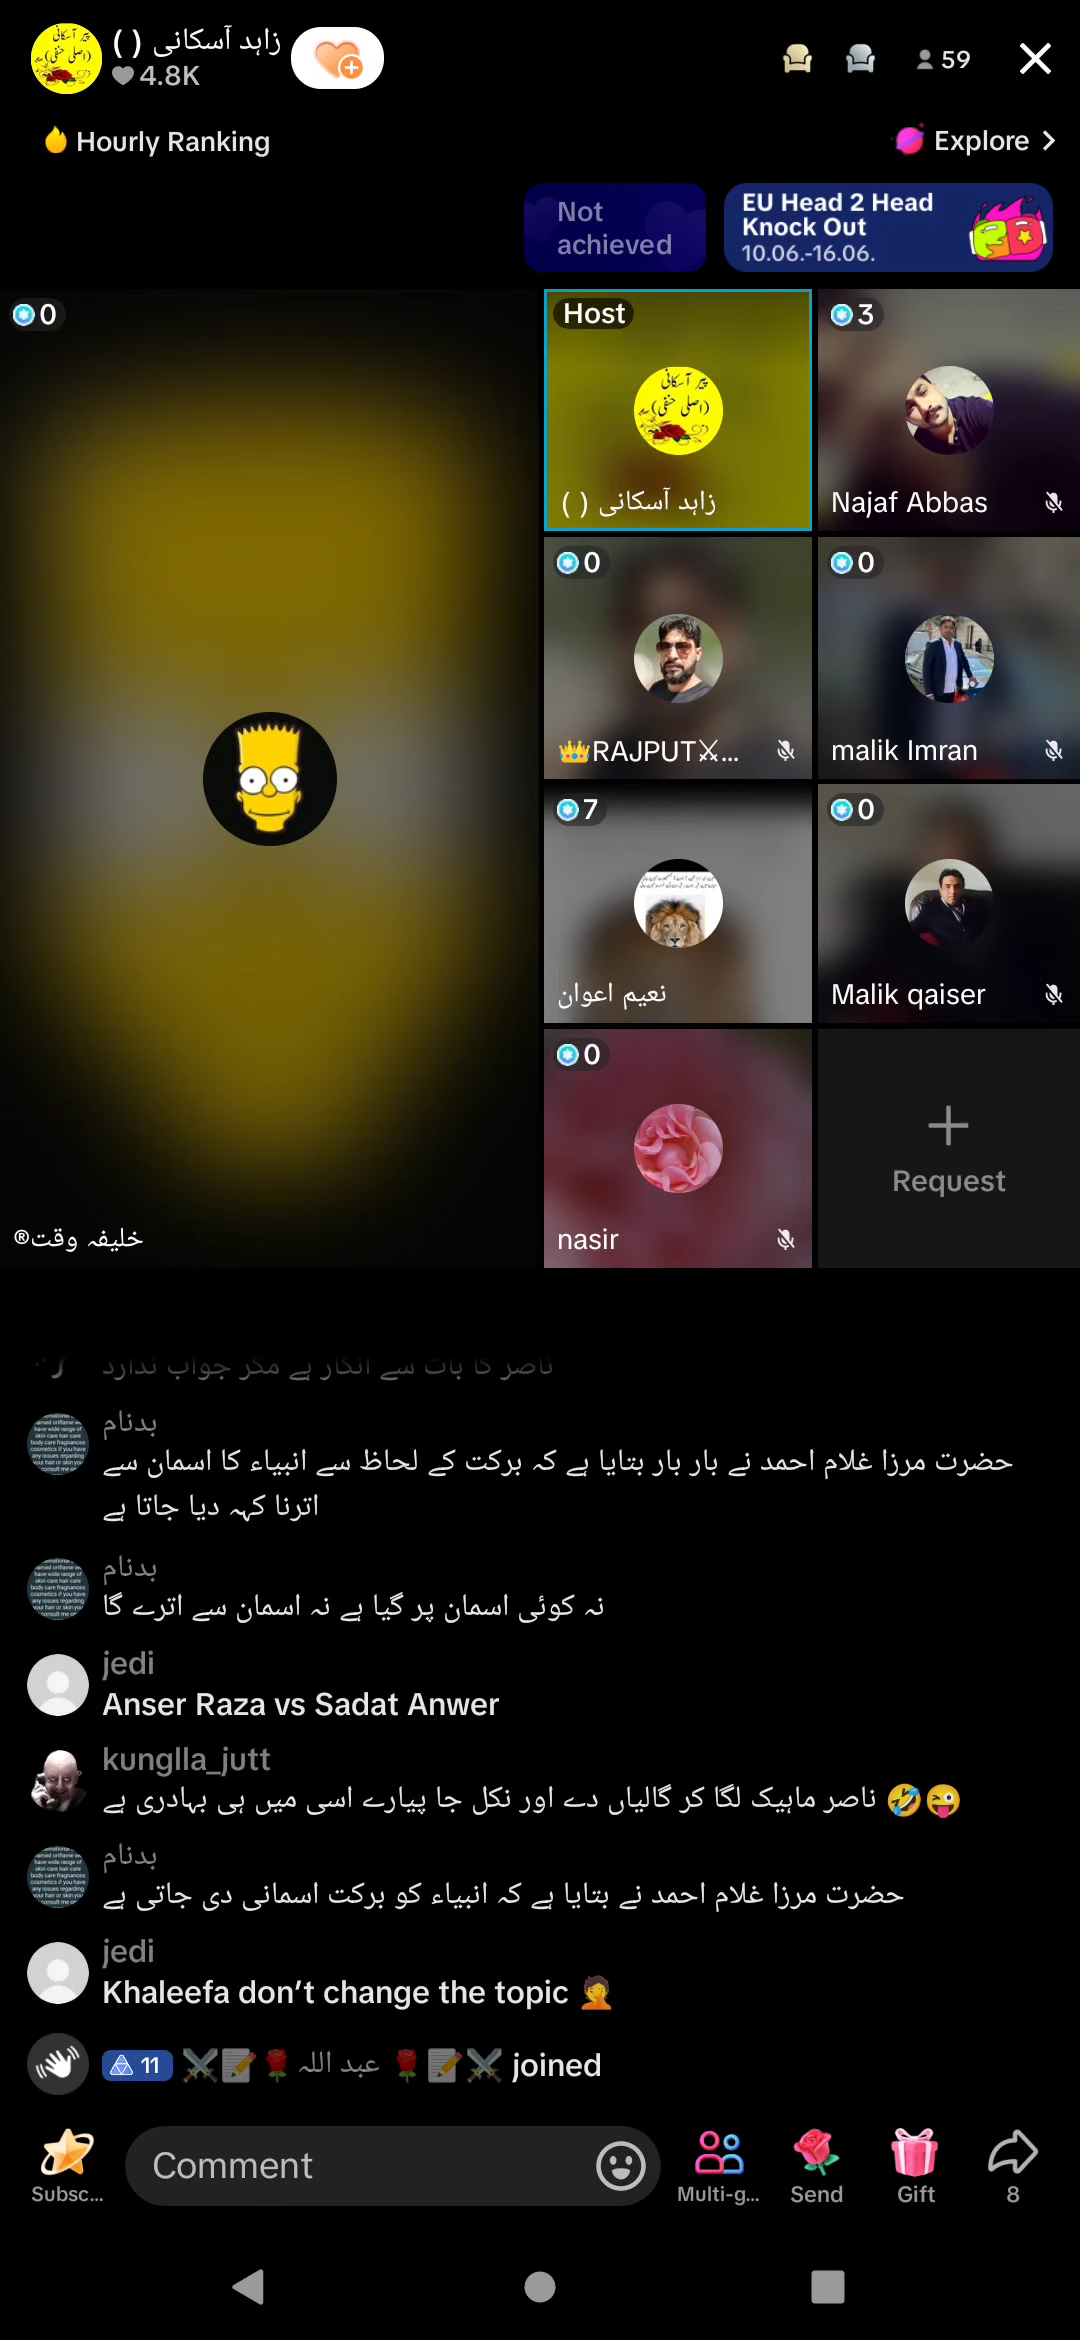 زاہد آسکانی ( )
4.8K
59
Hourly Ranking
Explore
Not
achieved
EU Head 2 Head
Knock Out
10.06.-16.06.
0
خلیفہ وقت®
Host
پیر آسکانی
(اصلی حنفی)
زاہد آسکانی ( )
3
Najaf Abbas
0
RAJPUT⚔...
0
malik Imran
7
نعیم اعوان
0
Malik qaiser
0
nasir
Request
ناصر کا بات سے انکار ہے مگر جواب ندارد
بدنام
حضرت مرزا غلام احمد نے بار بار بتایا ہے کہ برکت کے لحاظ سے انبیاء کا اسمان سے
اترنا کہہ دیا جاتا ہے
بدنام
نہ کوئی اسمان پر گیا ہے نہ اسمان سے اترے گا
jedi
Anser Raza vs Sadat Anwer
kunglla_jutt
ناصر ماہیک لگا کر گالیاں دے اور نکل جا پیارے اسی میں ہی بہادری ہے 🤣😜
بدنام
حضرت مرزا غلام احمد نے بتایا ہے کہ انبیاء کو برکت اسمانی دی جاتی ہے
jedi
Khaleefa don’t change the topic 🤦
11 ⚔📝🌹 عبد اللہ 🌹📝⚔ joined
Subsc...
Comment
Multi-g...
Send
Gift
8